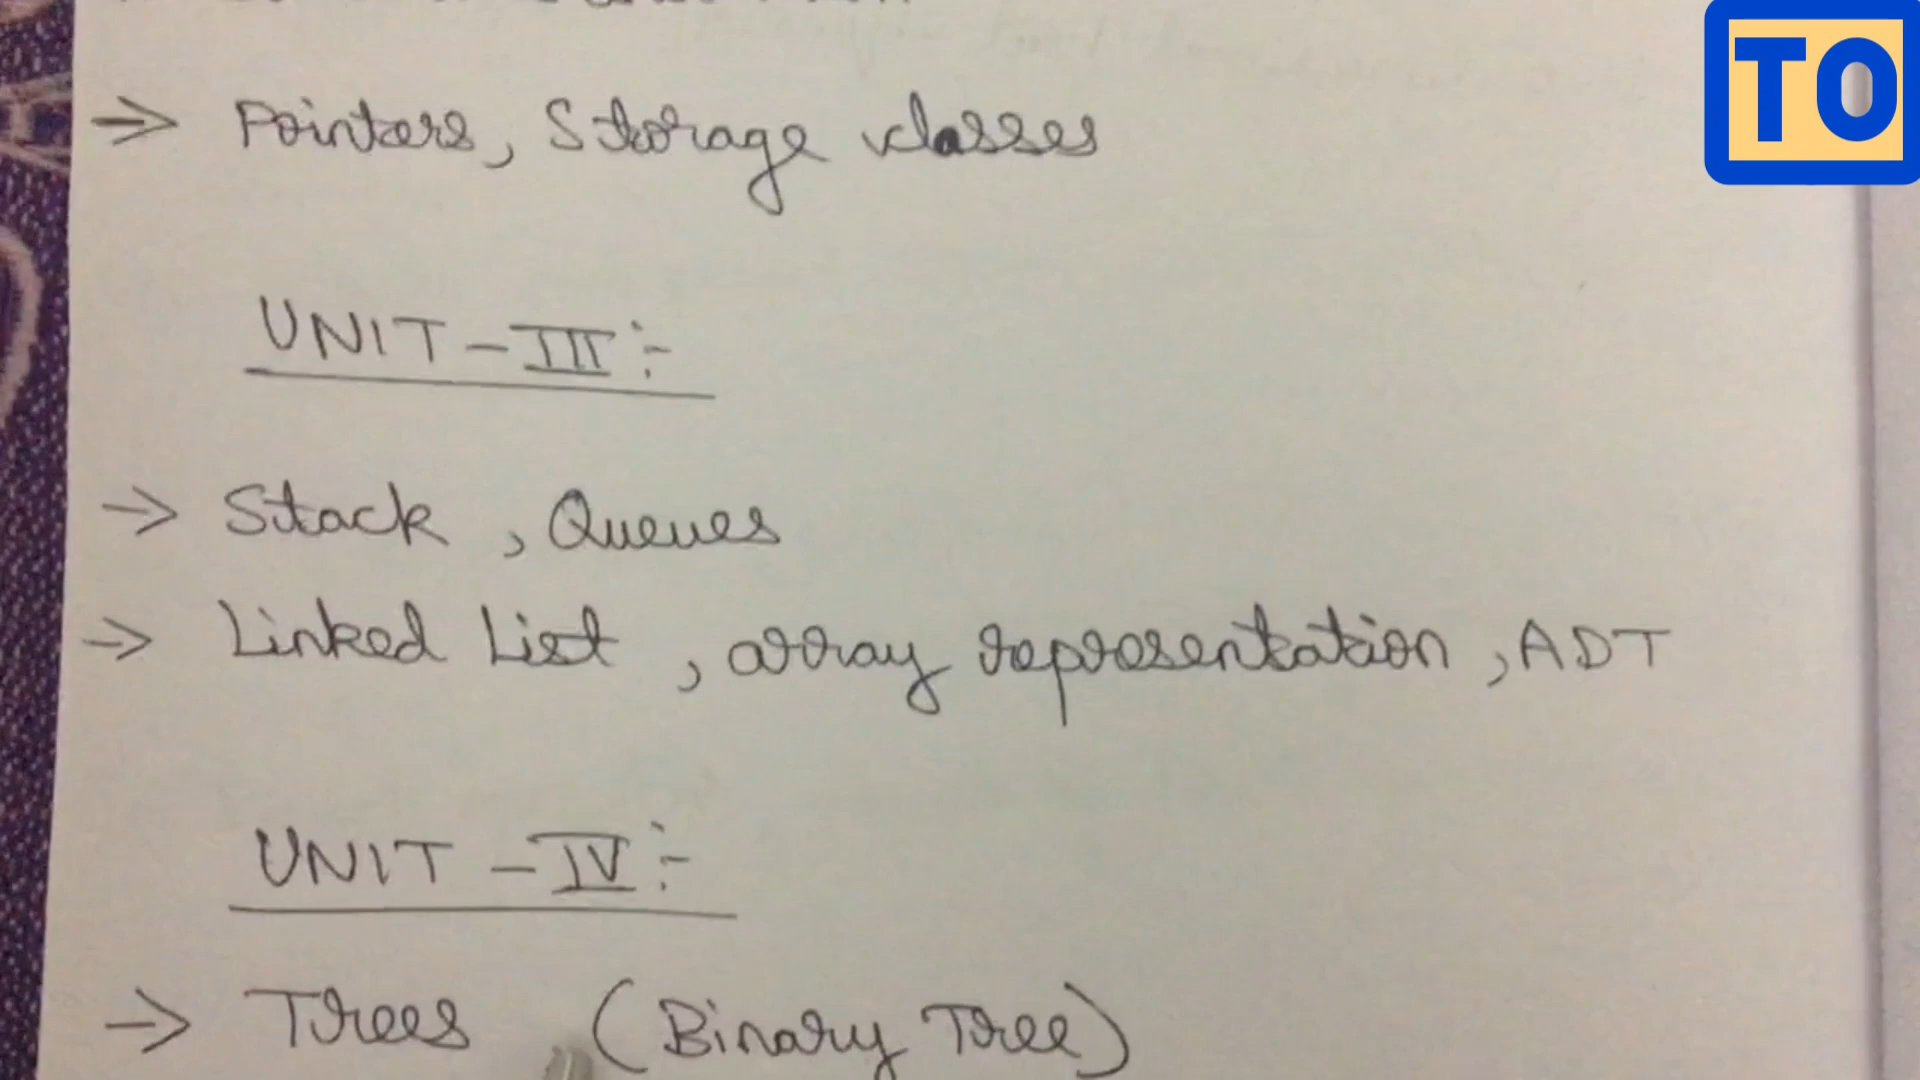 TO
→ Pointers, Storage classes
UNIT - III :-
→ Stack , Queues
→ Linked List , array representation , ADT
UNIT - IV :-
→ Trees (Binary Tree)